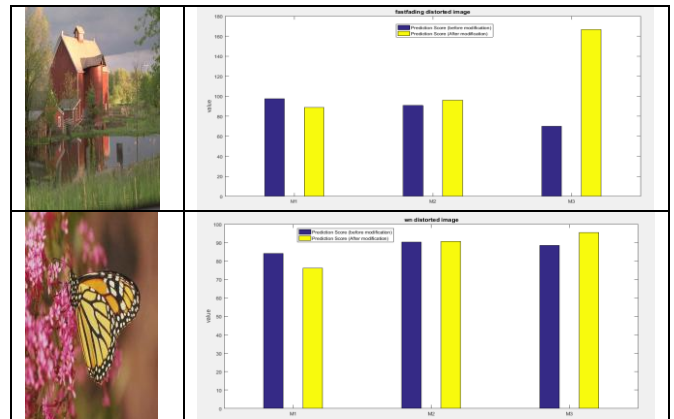 fastfading distorted image
Prediction Score (before modification)
Prediction Score (After modification)
180
160
140
120
100
80
60
40
20
0
value
M1
M2
M3
wn distorted image
Prediction Score (before modification)
Prediction Score (After modification)
100
90
80
70
60
50
40
30
20
10
0
value
M1
M2
M3